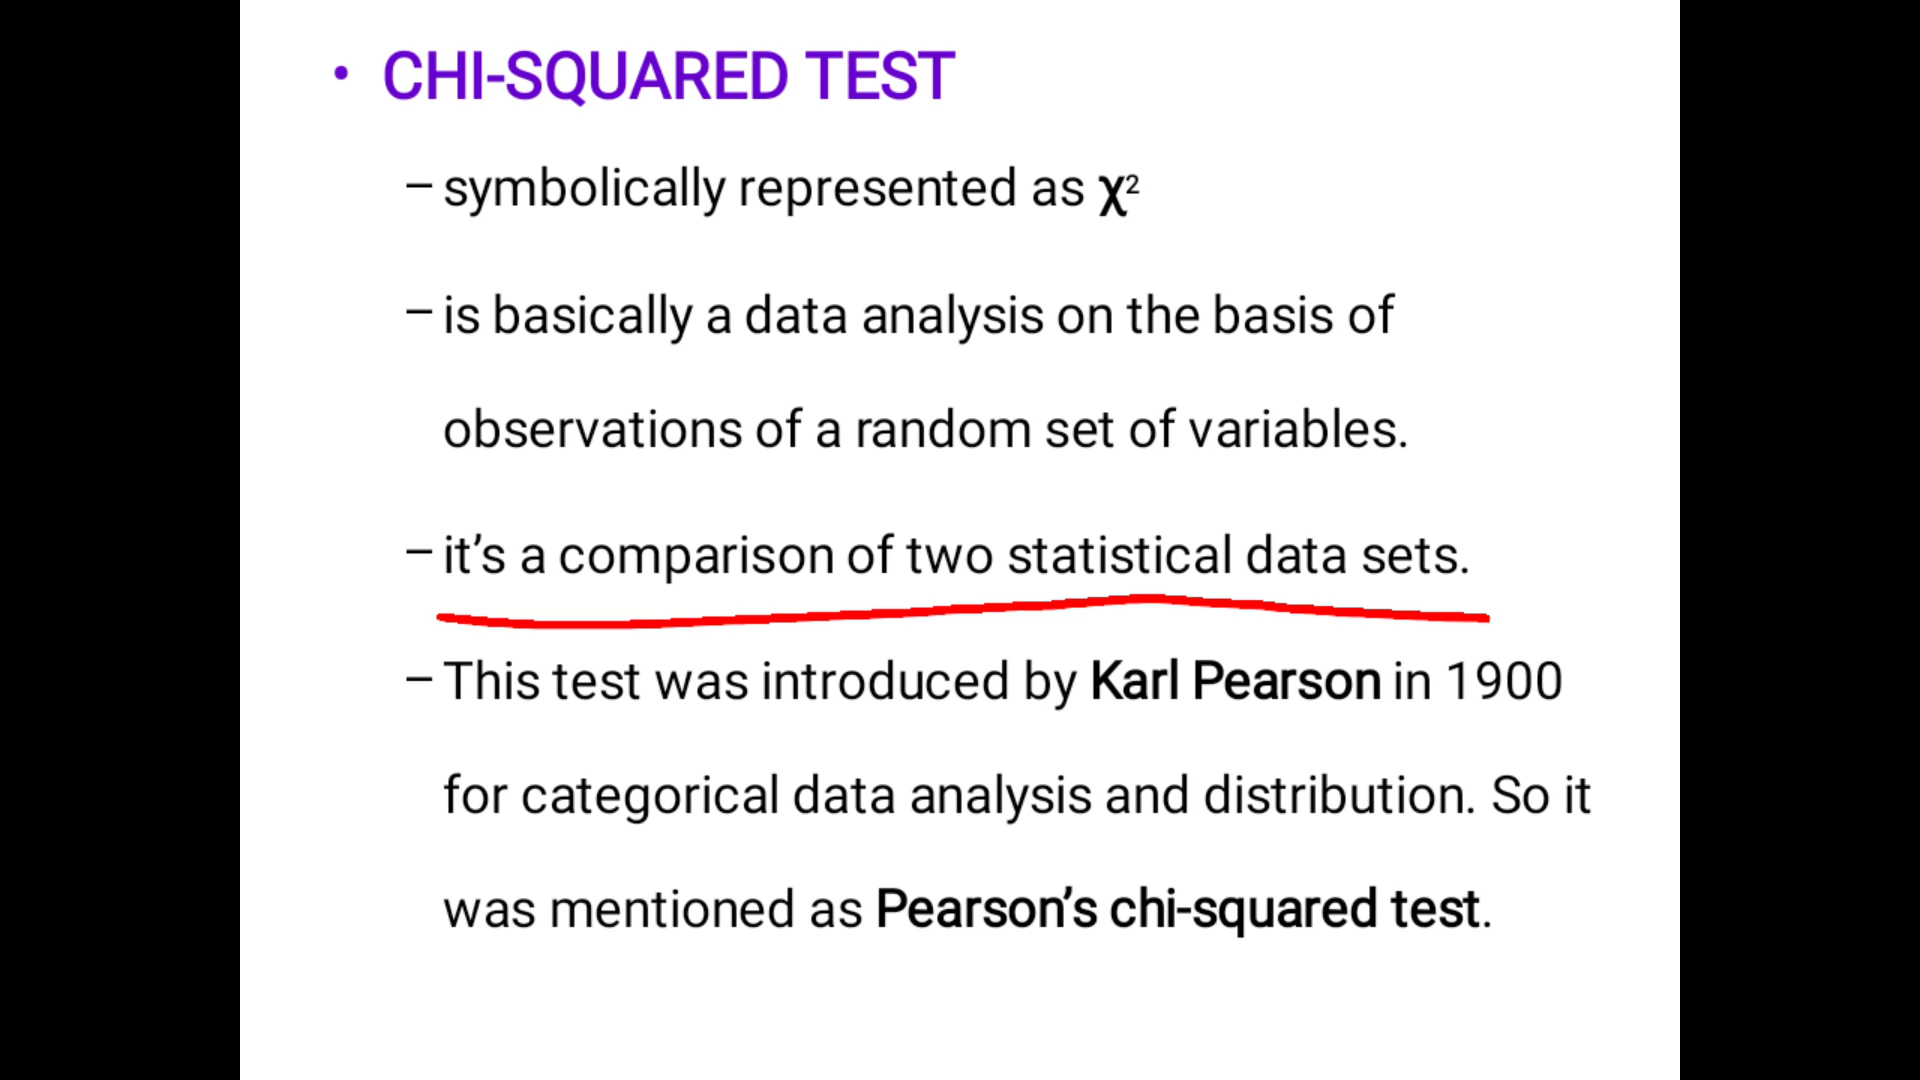 • CHI-SQUARED TEST
– symbolically represented as χ²
– is basically a data analysis on the basis of
observations of a random set of variables.
– it’s a comparison of two statistical data sets.
– This test was introduced by Karl Pearson in 1900
for categorical data analysis and distribution. So it
was mentioned as Pearson’s chi-squared test.